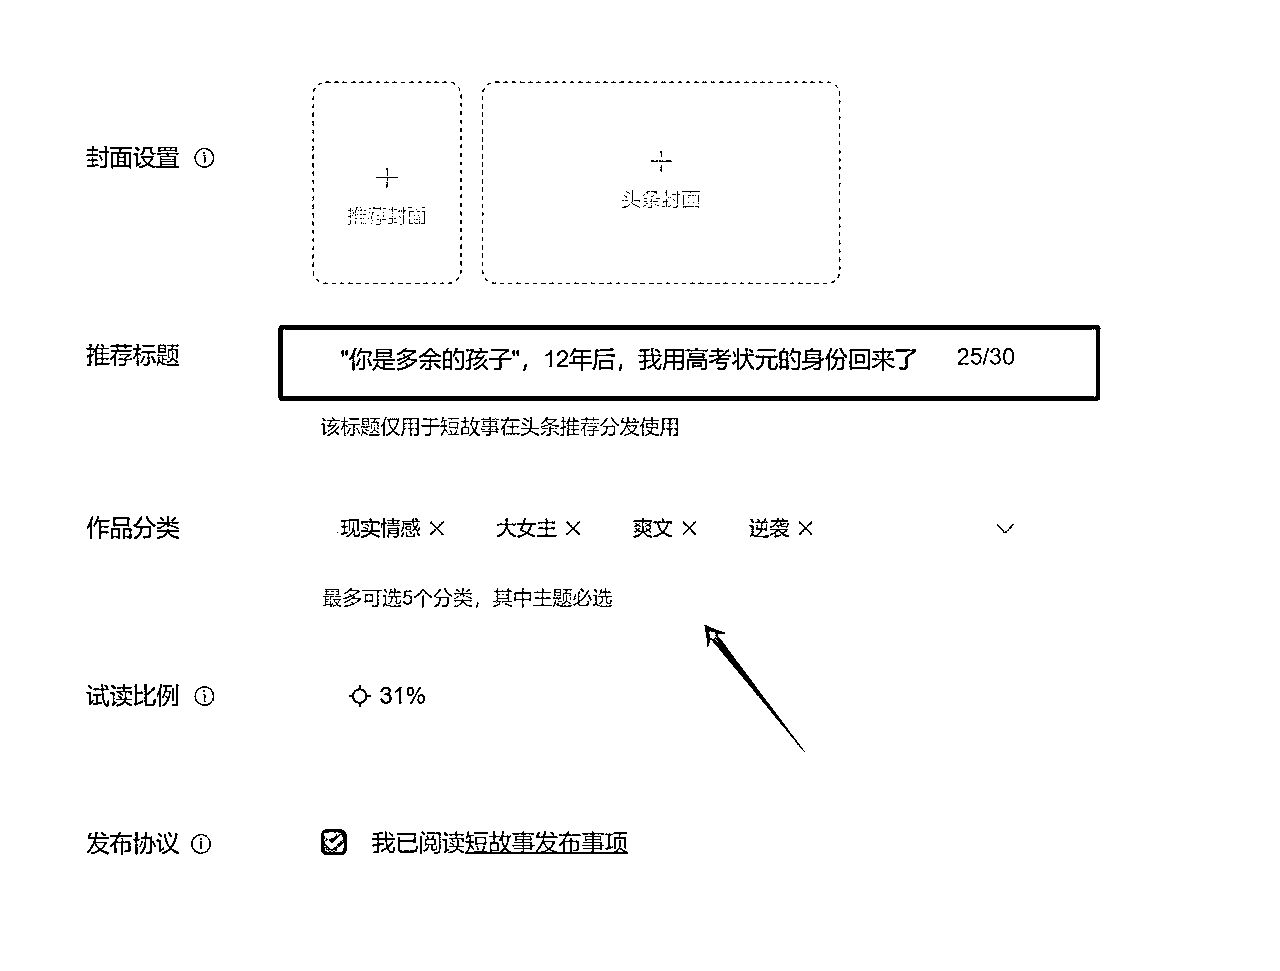 封面设置
推荐封面
头条封面
推荐标题
"你是多余的孩子",12年后,我用高考状元的身份回来了 25/30
该标题仅用于短故事在头条推荐分发使用
作品分类
现实情感 × 大女主 × 爽文 × 逆袭 ×
最多可选5个分类,其中主题必选
试读比例
31%
发布协议
我已阅读短故事发布事项